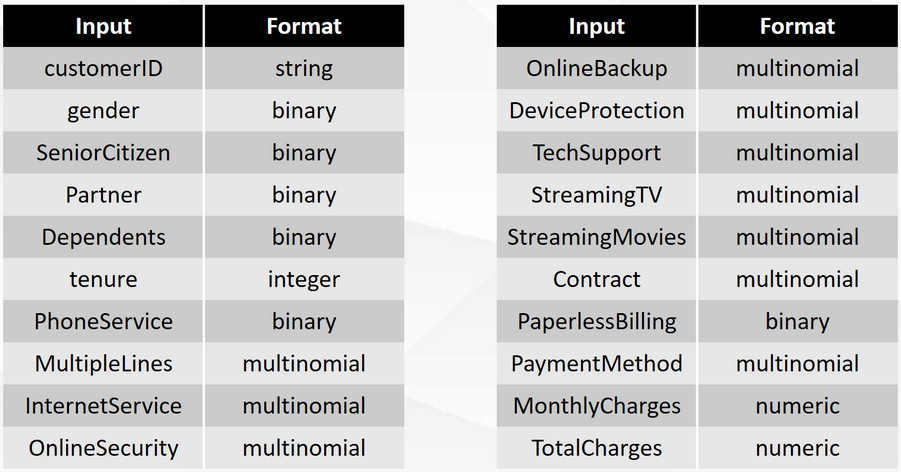 Input Format
customerID string
gender binary
SeniorCitizen binary
Partner binary
Dependents binary
tenure integer
PhoneService binary
MultipleLines multinomial
InternetService multinomial
OnlineSecurity multinomial
Input Format
OnlineBackup multinomial
DeviceProtection multinomial
TechSupport multinomial
StreamingTV multinomial
StreamingMovies multinomial
Contract multinomial
PaperlessBilling binary
PaymentMethod multinomial
MonthlyCharges numeric
TotalCharges numeric